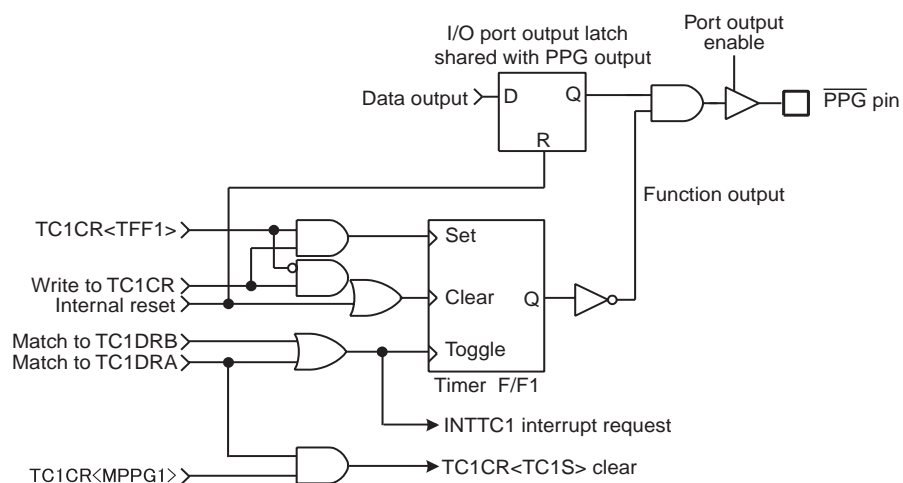 I/O port output latch
shared with PPG output
Port output
enable
Data output
D
Q
R
PPG pin
Function output
TC1CR<TFF1>
Set
Write to TC1CR
Internal reset
Clear
Q
Match to TC1DRB
Match to TC1DRA
Toggle
Timer F/F1
INTTC1 interrupt request
TC1CR<TC1S> clear
TC1CR<MPPG1>